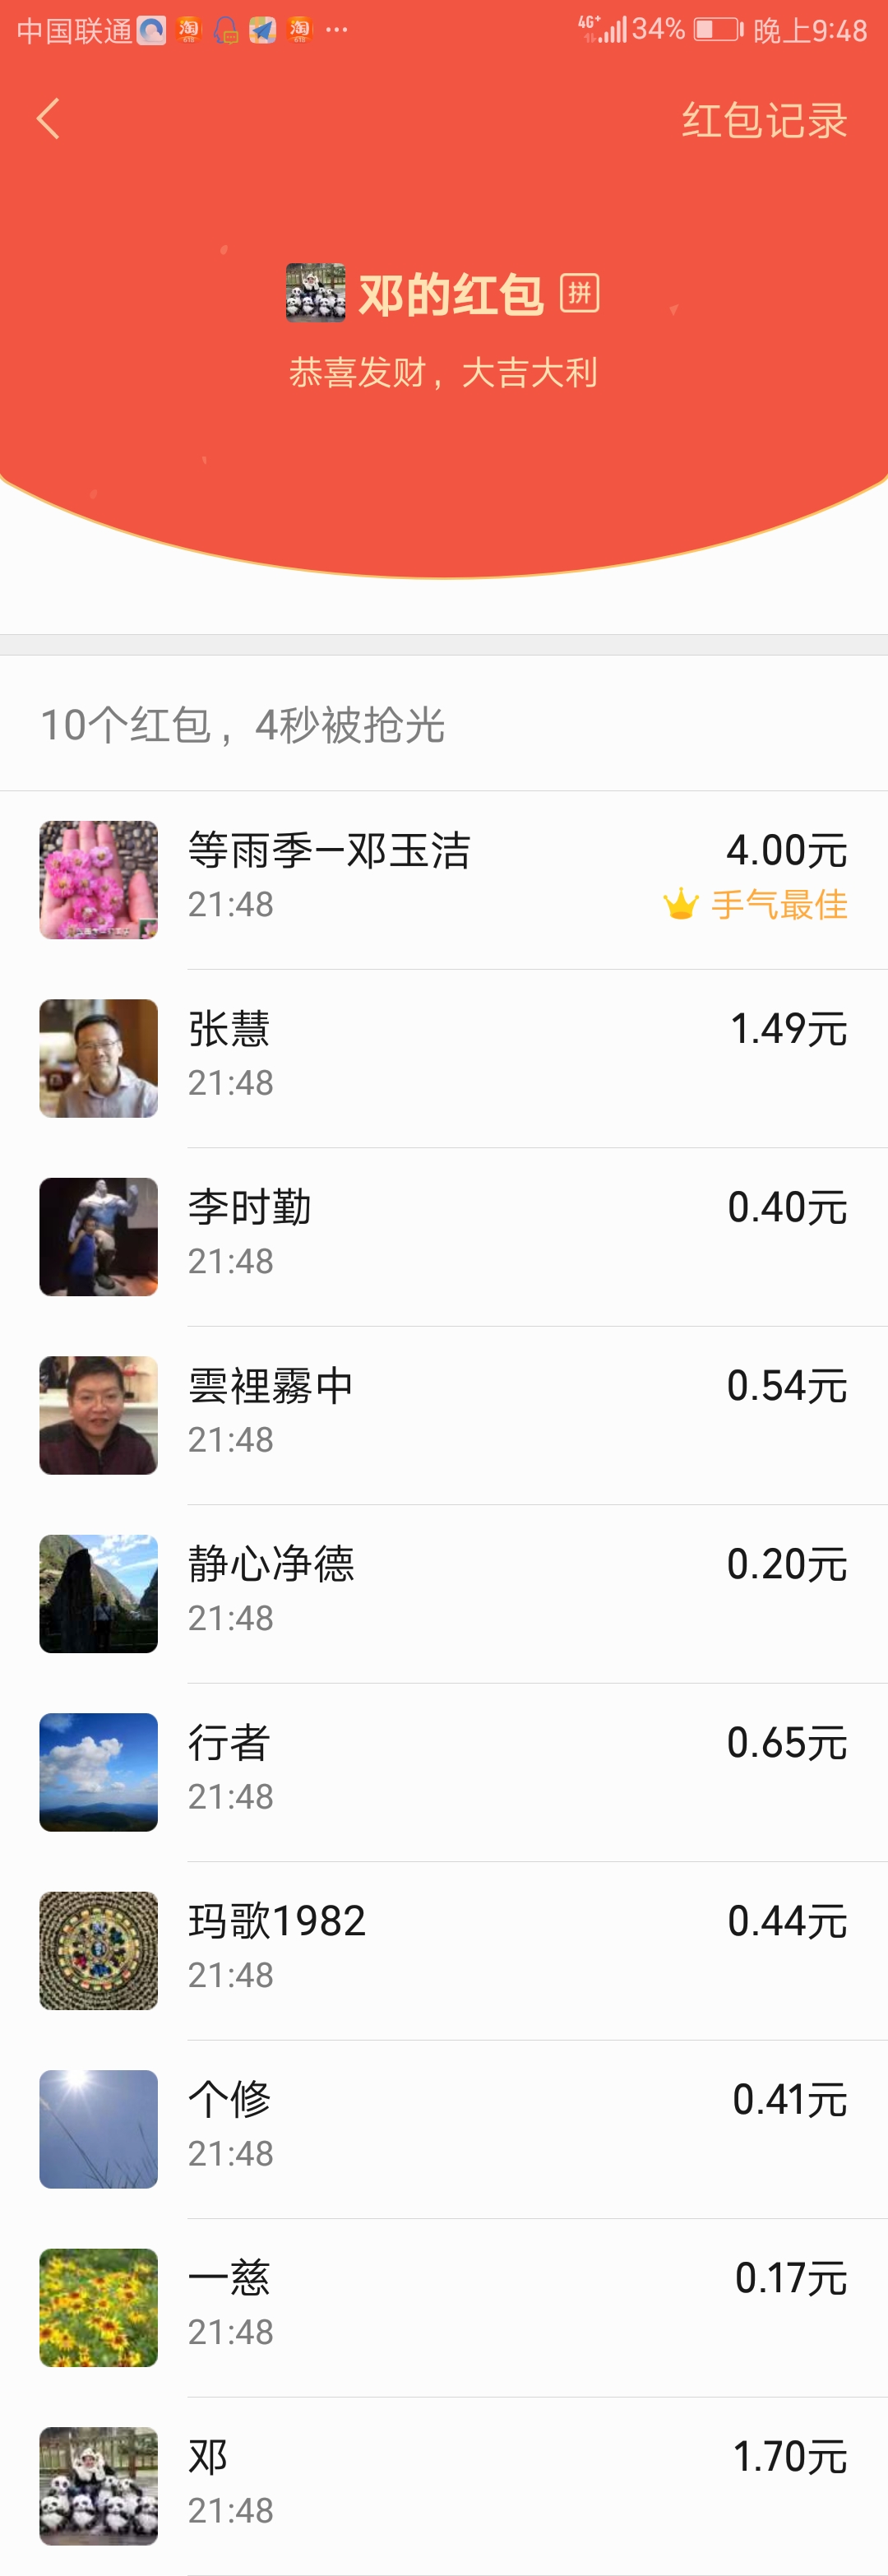 中国联通 淘 618 淘 618 ... 4G+ 34% 晚上9:48
红包记录
邓的红包 拼
恭喜发财，大吉大利
10个红包，4秒被抢光
等雨季—邓玉洁 4.00元
21:48 手气最佳
张慧 1.49元
21:48
李时勤 0.40元
21:48
雲裡霧中 0.54元
21:48
静心净德 0.20元
21:48
行者 0.65元
21:48
玛歌1982 0.44元
21:48
个修 0.41元
21:48
一慈 0.17元
21:48
邓 1.70元
21:48